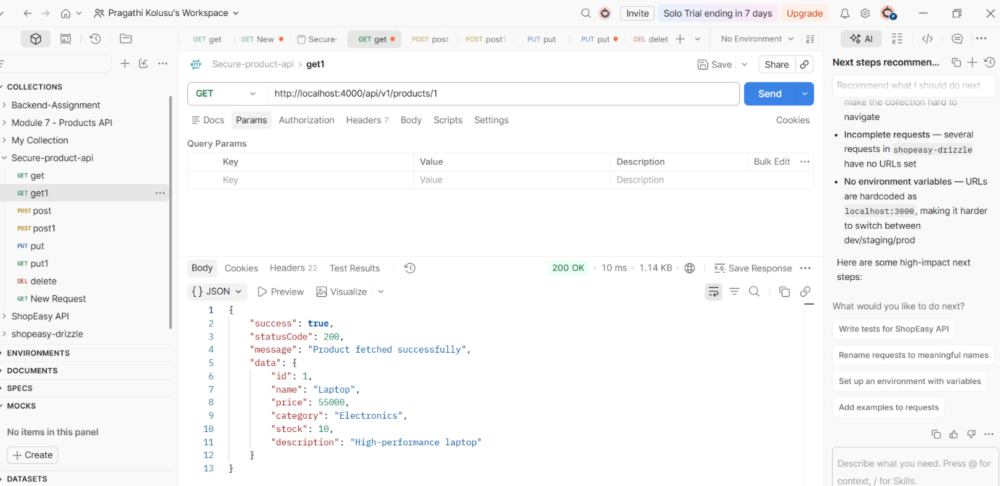 Pragathi Kolusu's Workspace
Invite
Solo Trial ending in 7 days
Upgrade
GET get
GET New
Secure-
GET get
POST post
POST post1
PUT put
PUT put
DEL delet
No Environment
AI
Secure-product-api > get1
Save
Share
GET
http://localhost:4000/api/v1/products/1
Send
Docs
Params
Authorization
Headers 7
Body
Scripts
Settings
Cookies
Query Params
Key Value Description Bulk Edit
Key Value Description
COLLECTIONS
Backend-Assignment
Module 7 - Products API
My Collection
Secure-product-api
GET get
GET get1
POST post
POST post1
PUT put
GET put1
DEL delete
GET New Request
ShopEasy API
shopeasy-drizzle
ENVIRONMENTS
DOCUMENTS
SPECS
MOCKS
No items in this panel
Create
DATASETS
Body
Cookies
Headers 22
Test Results
200 OK
10 ms
1.14 KB
e.g. Save Response
{} JSON
Preview
Visualize
1 {
2 "success": true,
3 "statusCode": 200,
4 "message": "Product fetched successfully",
5 "data": {
6 "id": 1,
7 "name": "Laptop",
8 "price": 55000,
9 "category": "Electronics",
10 "stock": 10,
11 "description": "High-performance laptop"
12 }
13 }
Next steps recommen...
Recommend what I should do next
make the collection hard to
navigate
• Incomplete requests — several
requests in shopeasy-drizzle
have no URLs set
• No environment variables — URLs
are hardcoded as
localhost:3000, making it harder
to switch between
dev/staging/prod
Here are some high-impact next
steps:
What would you like to do next?
Write tests for ShopEasy API
Rename requests to meaningful names
Set up an environment with variables
Add examples to requests
Describe what you need. Press @ for
context, / for Skills.